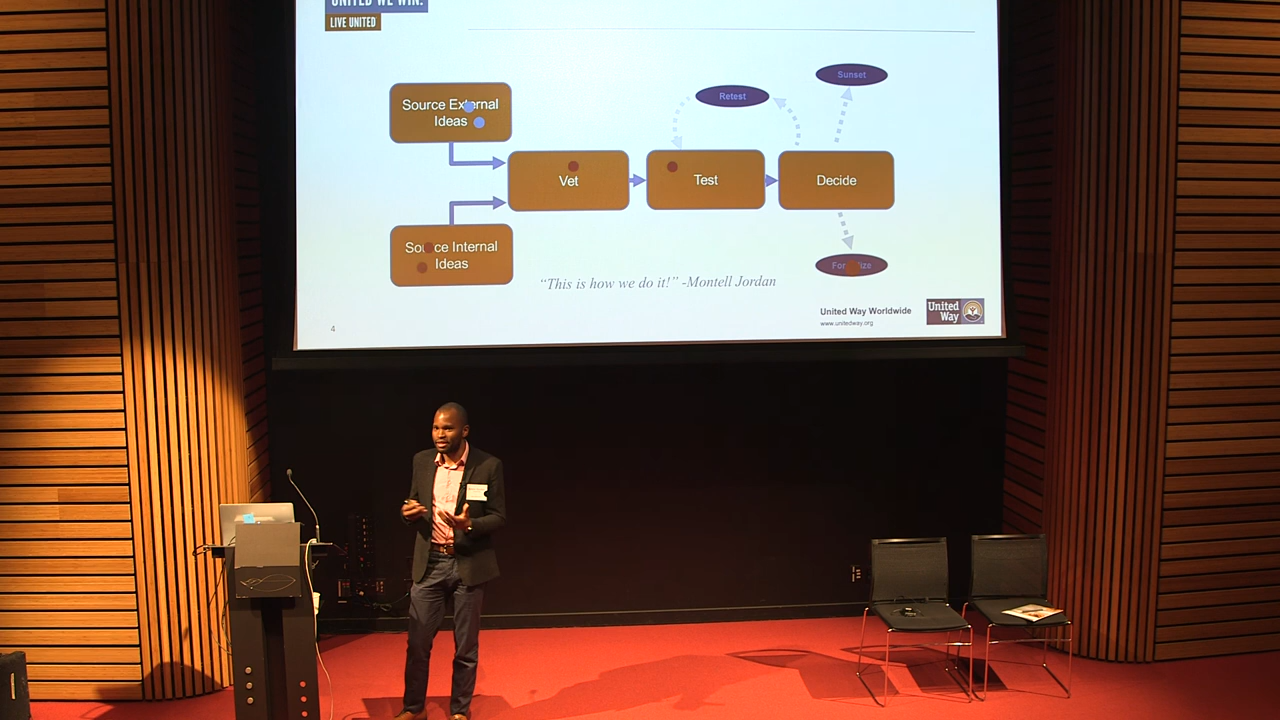 UNITED WE WIN.
LIVE UNITED
Source External
Ideas
Retest
Sunset
Vet
Test
Decide
Source Internal
Ideas
"This is how we do it!" -Montell Jordan
United Way Worldwide
www.unitedway.org
United
Way
4